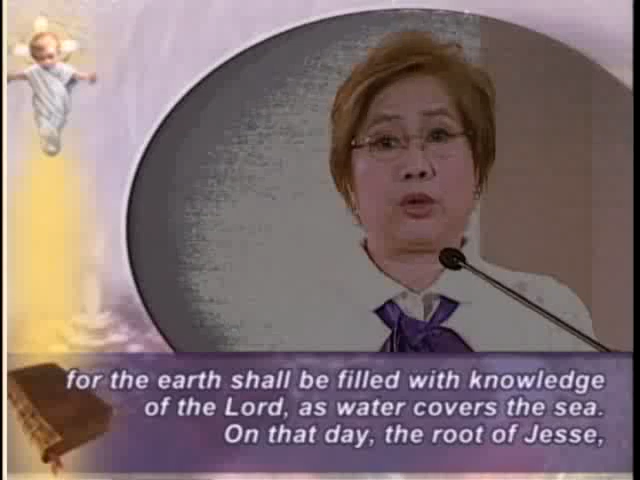 for the earth shall be filled with knowledge
of the Lord, as water covers the sea.
On that day, the root of Jesse,